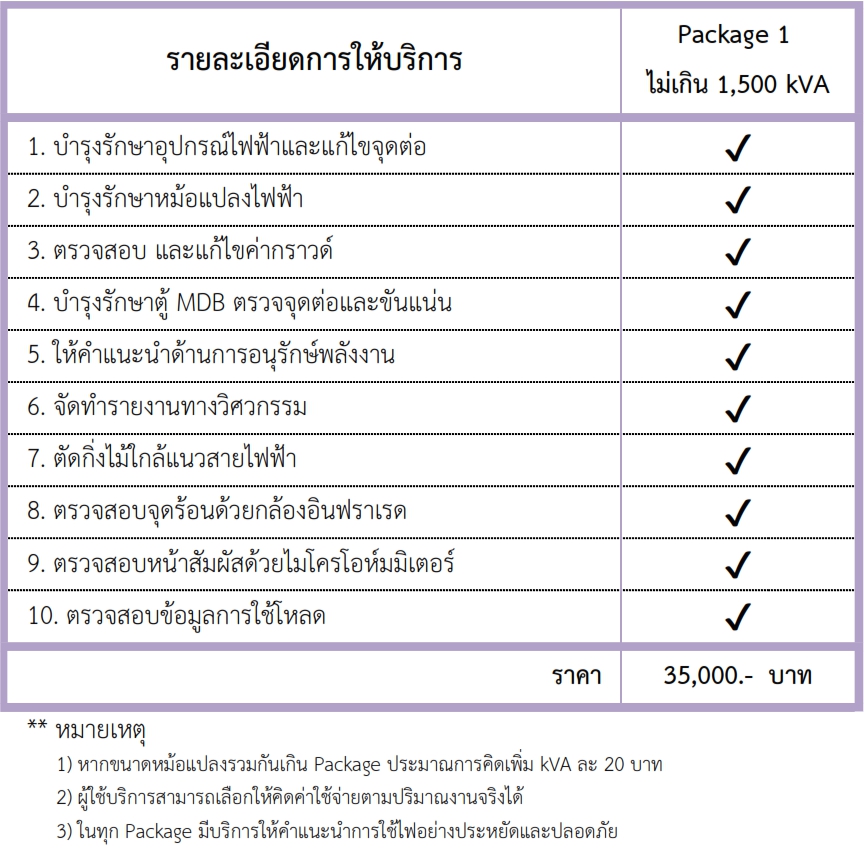 รายละเอียดการให้บริการ
Package 1
ไม่เกิน 1,500 kVA
1. บำรุงรักษาอุปกรณ์ไฟฟ้าและแก้ไขจุดต่อ ✓
2. บำรุงรักษาหม้อแปลงไฟฟ้า ✓
3. ตรวจสอบ และแก้ไขค่ากราวด์ ✓
4. บำรุงรักษาตู้ MDB ตรวจจุดต่อและขันแน่น ✓
5. ให้คำแนะนำด้านการอนุรักษ์พลังงาน ✓
6. จัดทำรายงานทางวิศวกรรม ✓
7. ตัดกิ่งไม้ใกล้แนวสายไฟฟ้า ✓
8. ตรวจสอบจุดร้อนด้วยกล้องอินฟราเรด ✓
9. ตรวจสอบหน้าสัมผัสด้วยไมโครโอห์มมิเตอร์ ✓
10. ตรวจสอบข้อมูลการใช้โหลด ✓
ราคา 35,000.- บาท
** หมายเหตุ
1) หากขนาดหม้อแปลงรวมกันเกิน Package ประมาณการคิดเพิ่ม kVA ละ 20 บาท
2) ผู้ใช้บริการสามารถเลือกให้คิดค่าใช้จ่ายตามปริมาณงานจริงได้
3) ในทุก Package มีบริการให้คำแนะนำการใช้ไฟอย่างประหยัดและปลอดภัย